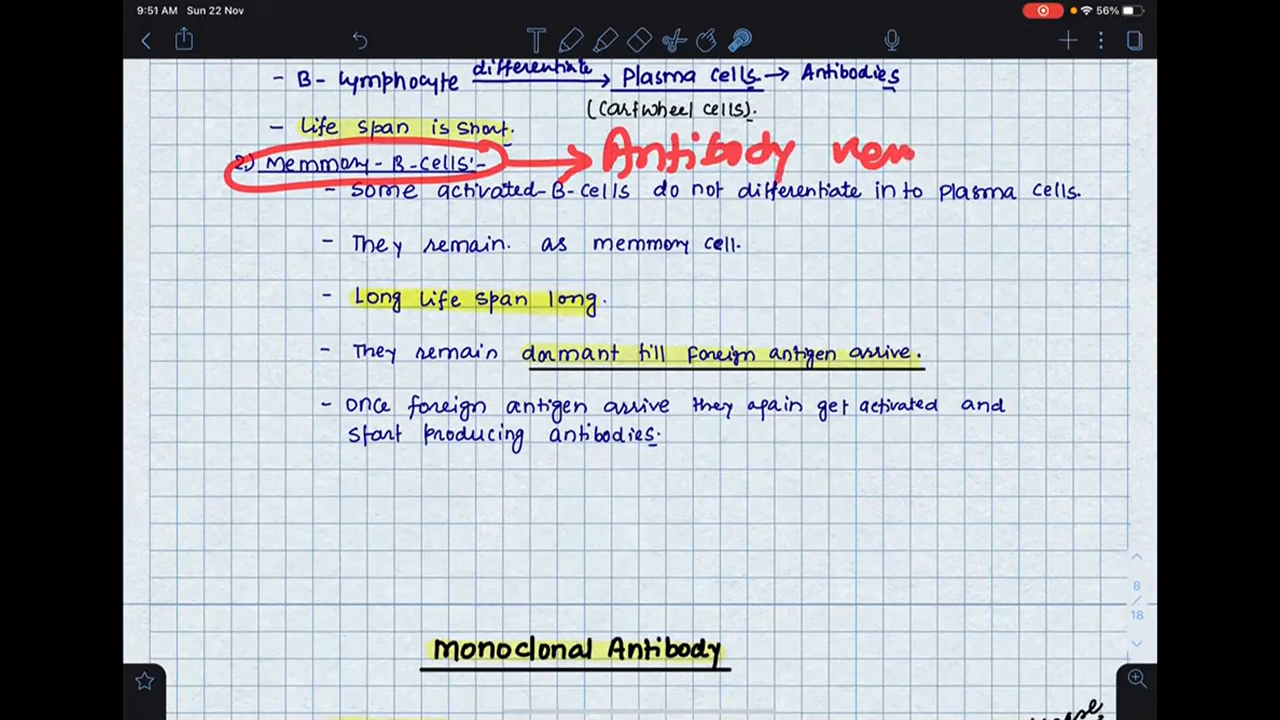 9:51 AM Sun 22 Nov
56%
- B-lymphocyte differentiate → Plasma cells → Antibodies
(Cartwheel cells).
- Life span is short.
2) Memmory-B-cells:-
→ Antibody mem
- Some activated-B-cells do not differentiate in to plasma cells.
- They remain. as memmory cell.
- Long life span long.
- They remain dormant till foreign antigen arrive.
- once foreign antigen arrive they again get activated and
start producing antibodies.
8
/
18
Monoclonal Antibody